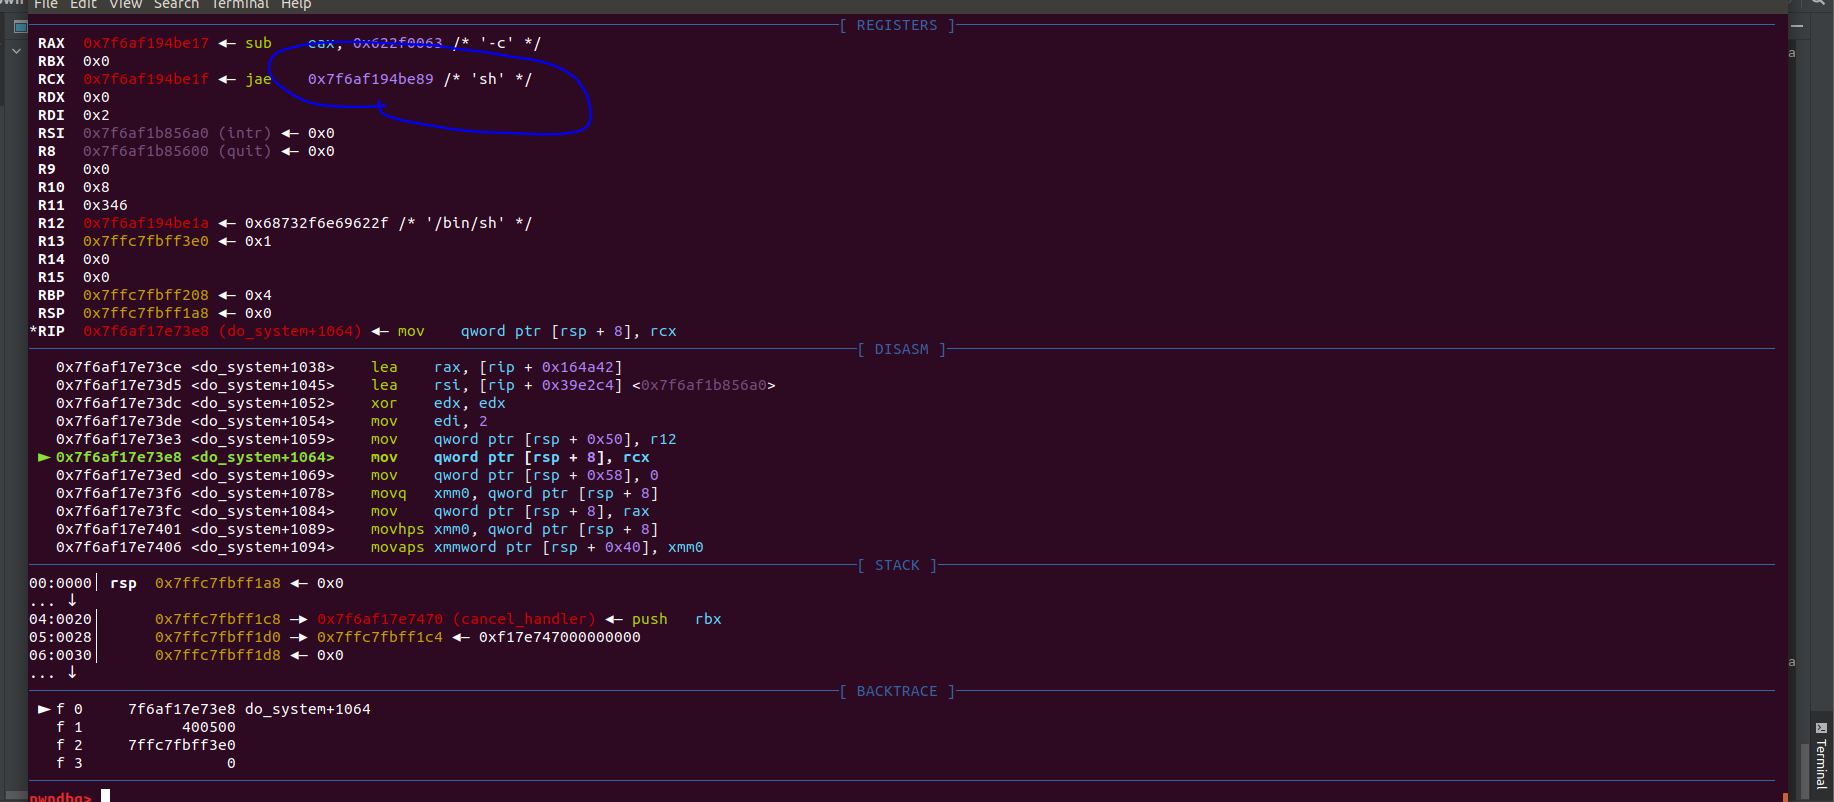 File Edit View Search Terminal Help
[ REGISTERS ]
RAX 0x7f6af194be17 ◂— sub eax, 0x622f0063 /* '-c' */
RBX 0x0
RCX 0x7f6af194be1f ◂— jae 0x7f6af194be89 /* 'sh' */
RDX 0x0
RDI 0x2
RSI 0x7f6af1b856a0 (intr) ◂— 0x0
R8 0x7f6af1b85600 (quit) ◂— 0x0
R9 0x0
R10 0x8
R11 0x346
R12 0x7f6af194be1a ◂— 0x68732f6e69622f /* '/bin/sh' */
R13 0x7ffc7fbff3e0 ◂— 0x1
R14 0x0
R15 0x0
RBP 0x7ffc7fbff208 ◂— 0x4
RSP 0x7ffc7fbff1a8 ◂— 0x0
*RIP 0x7f6af17e73e8 (do_system+1064) ◂— mov qword ptr [rsp + 8], rcx
[ DISASM ]
0x7f6af17e73ce <do_system+1038> lea rax, [rip + 0x164a42]
0x7f6af17e73d5 <do_system+1045> lea rsi, [rip + 0x39e2c4] <0x7f6af1b856a0>
0x7f6af17e73dc <do_system+1052> xor edx, edx
0x7f6af17e73de <do_system+1054> mov edi, 2
0x7f6af17e73e3 <do_system+1059> mov qword ptr [rsp + 0x50], r12
► 0x7f6af17e73e8 <do_system+1064> mov qword ptr [rsp + 8], rcx
0x7f6af17e73ed <do_system+1069> mov qword ptr [rsp + 0x58], 0
0x7f6af17e73f6 <do_system+1078> movq xmm0, qword ptr [rsp + 8]
0x7f6af17e73fc <do_system+1084> mov qword ptr [rsp + 8], rax
0x7f6af17e7401 <do_system+1089> movhps xmm0, qword ptr [rsp + 8]
0x7f6af17e7406 <do_system+1094> movaps xmmword ptr [rsp + 0x40], xmm0
[ STACK ]
00:0000│ rsp 0x7ffc7fbff1a8 ◂— 0x0
... ↓
04:0020│ 0x7ffc7fbff1c8 —▸ 0x7f6af17e7470 (cancel_handler) ◂— push rbx
05:0028│ 0x7ffc7fbff1d0 —▸ 0x7ffc7fbff1c4 ◂— 0xf17e747000000000
06:0030│ 0x7ffc7fbff1d8 ◂— 0x0
... ↓
[ BACKTRACE ]
► f 0 7f6af17e73e8 do_system+1064
f 1 400500
f 2 7ffc7fbff3e0
f 3 0
pwndbg>
Terminal